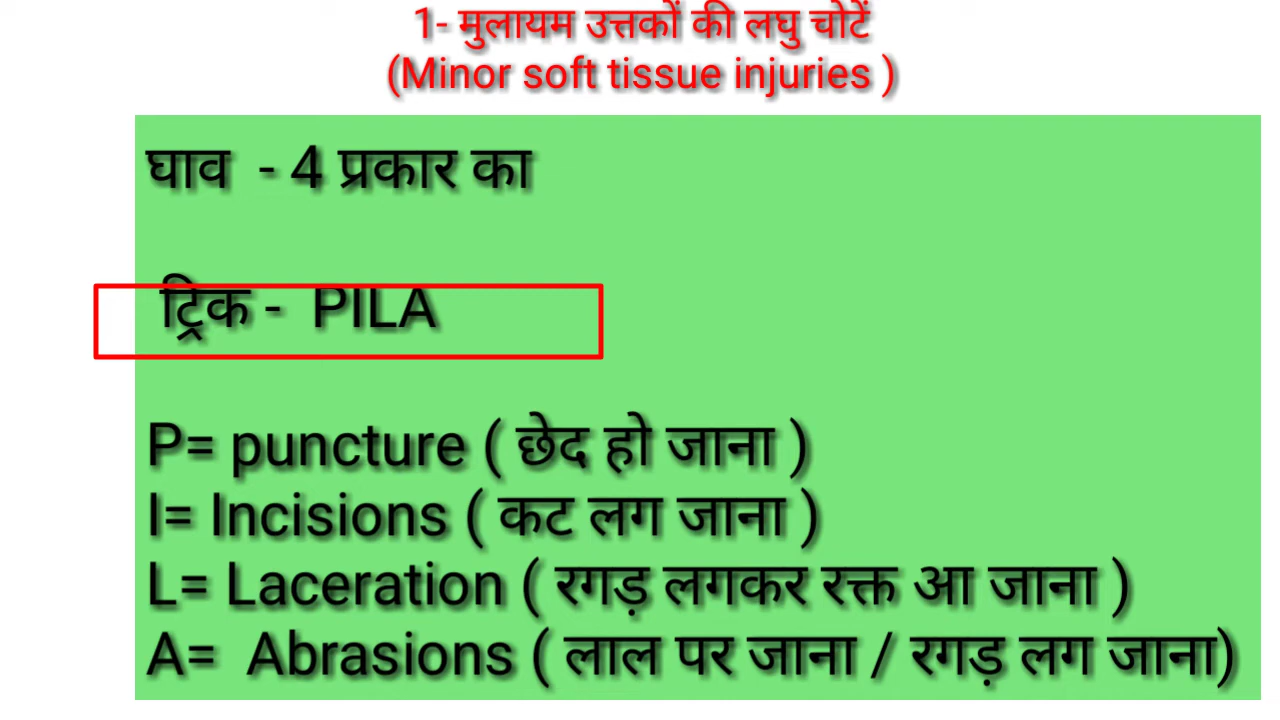 1- मुलायम उत्तकों की लघु चोटें
(Minor soft tissue injuries )
घाव - 4 प्रकार का
ट्रिक - PILA
P= puncture ( छेद हो जाना )
I= Incisions ( कट लग जाना )
L= Laceration ( रगड़ लगकर रक्त आ जाना )
A= Abrasions ( लाल पर जाना / रगड़ लग जाना)